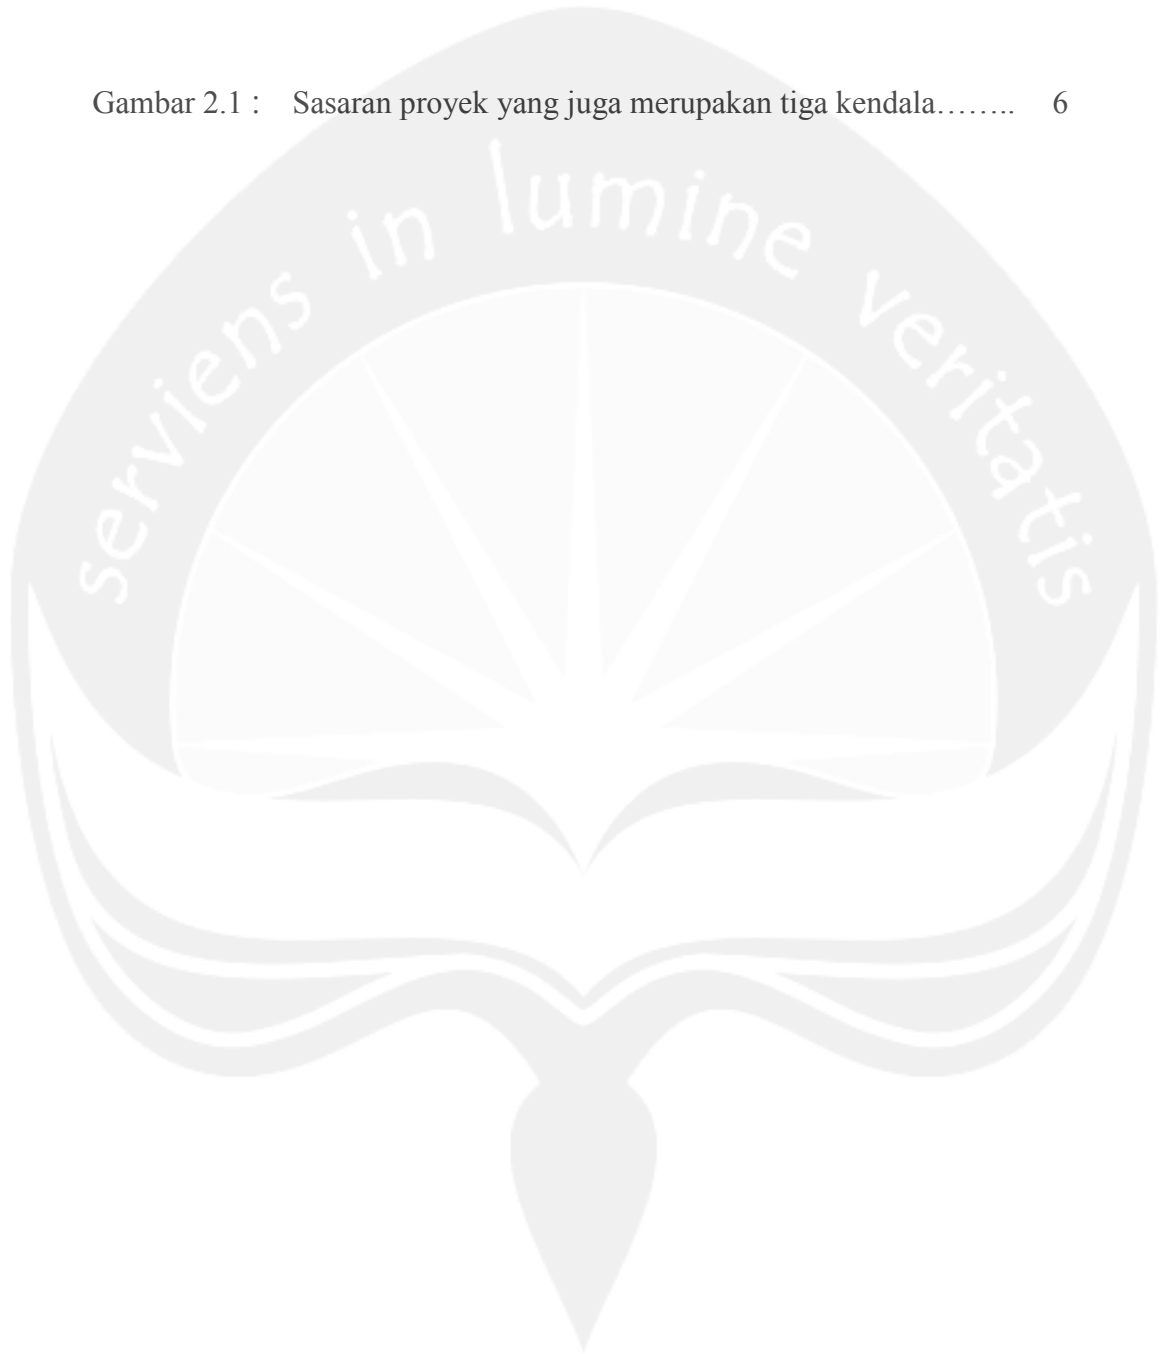 Gambar 2.1 : Sasaran proyek yang juga merupakan tiga kendala…….. 6
serviens in lumine veritatis